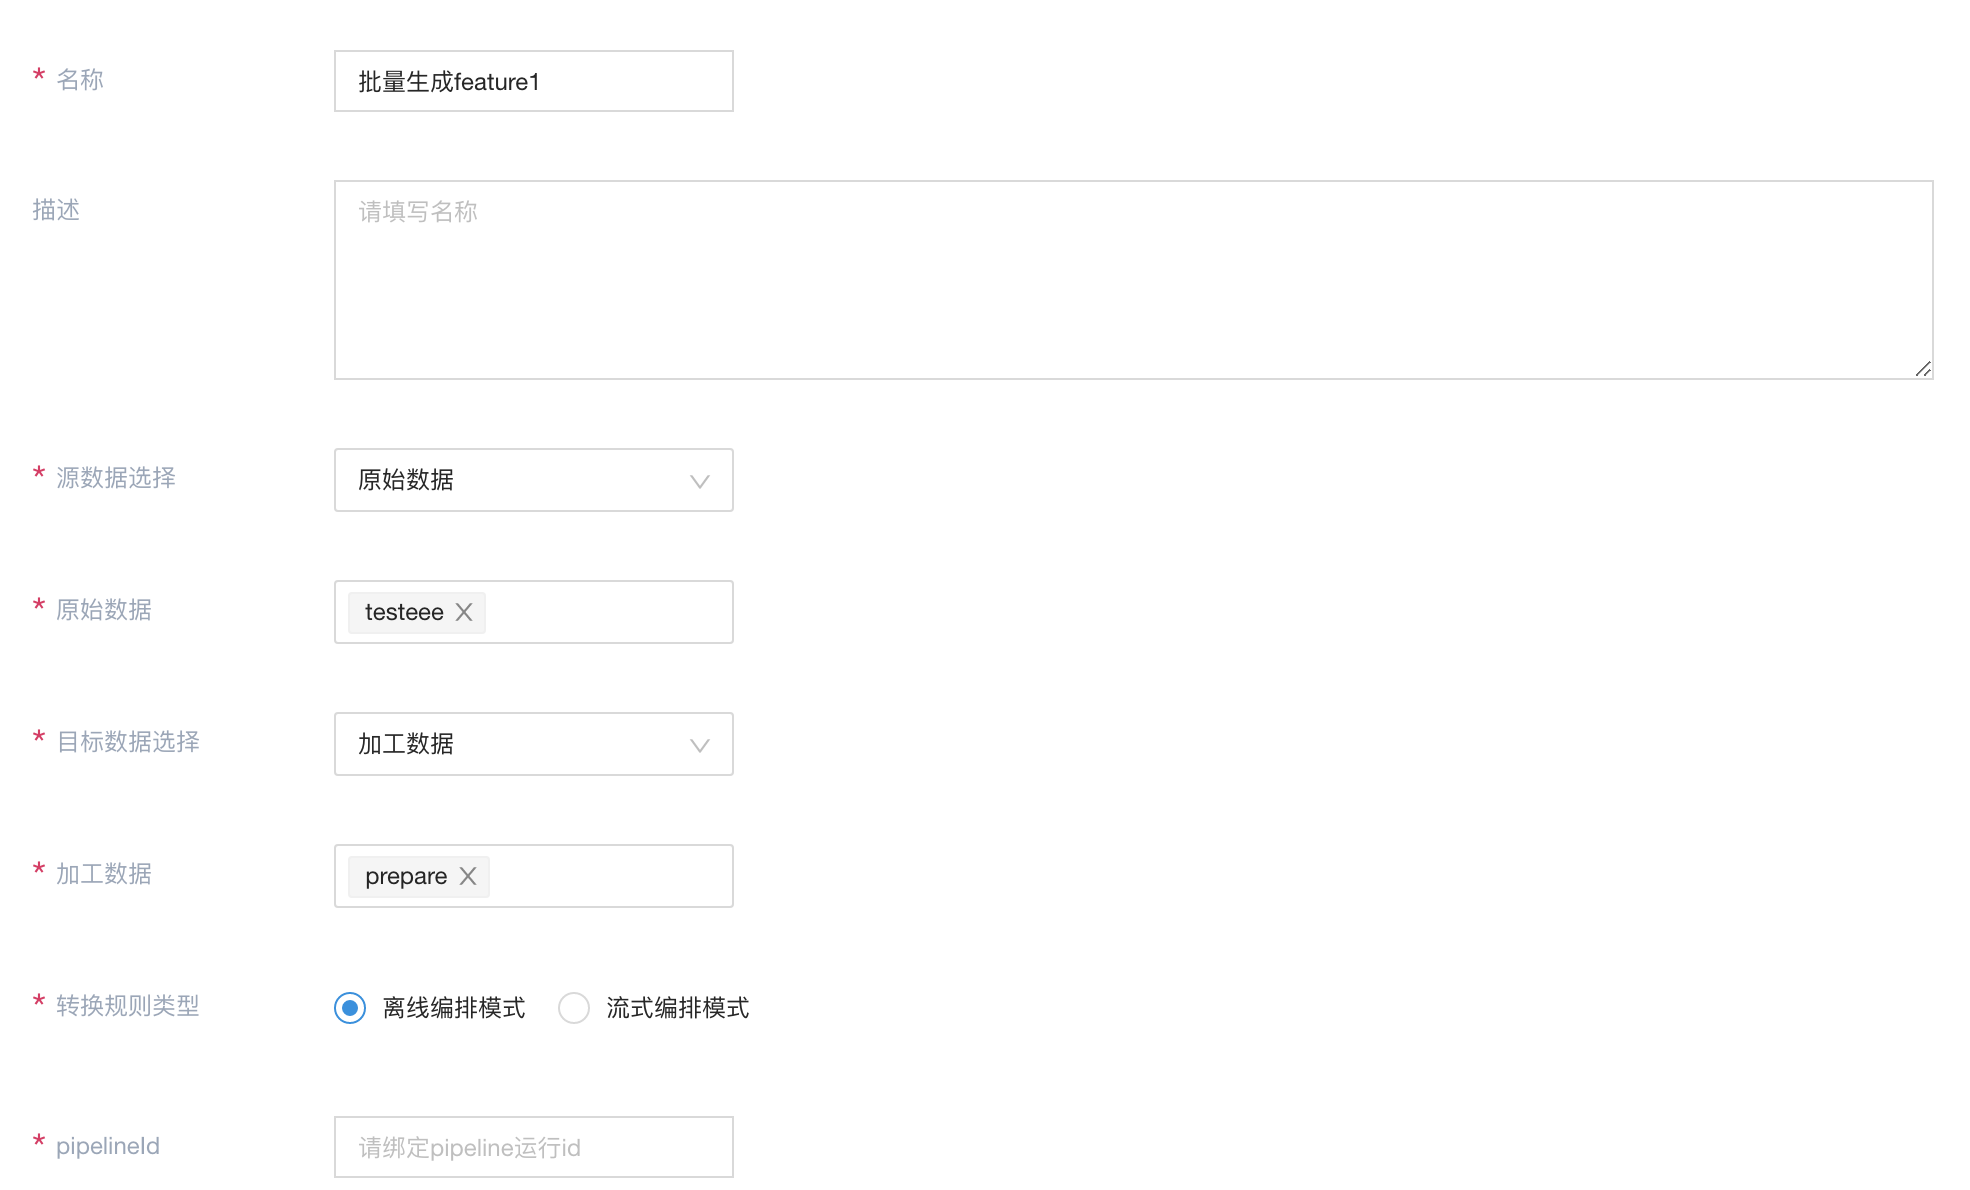 * 名称
批量生成feature1
描述
请填写名称
* 源数据选择
原始数据
* 原始数据
testeee
* 目标数据选择
加工数据
* 加工数据
prepare
* 转换规则类型
离线编排模式 流式编排模式
* pipelineId
请绑定pipeline运行id